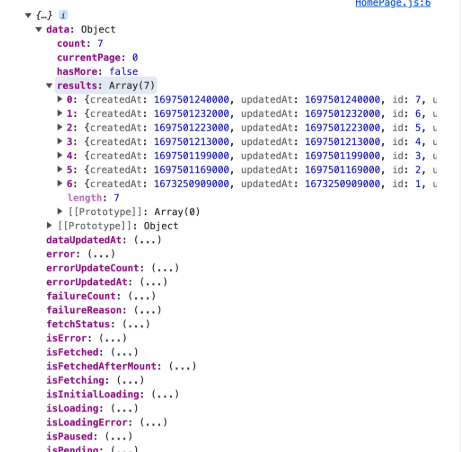 HomePage.js:6
▼ {…} i
▼ data: Object
count: 7
currentPage: 0
hasMore: false
▼ results: Array(7)
▶ 0: {createdAt: 1697501240000, updatedAt: 1697501240000, id: 7, u
▶ 1: {createdAt: 1697501232000, updatedAt: 1697501232000, id: 6, u
▶ 2: {createdAt: 1697501223000, updatedAt: 1697501223000, id: 5, u
▶ 3: {createdAt: 1697501213000, updatedAt: 1697501213000, id: 4, u
▶ 4: {createdAt: 1697501199000, updatedAt: 1697501199000, id: 3, u
▶ 5: {createdAt: 1697501169000, updatedAt: 1697501169000, id: 2, u
▶ 6: {createdAt: 1673250909000, updatedAt: 1673250909000, id: 1, u
length: 7
▶ [[Prototype]]: Array(0)
▶ [[Prototype]]: Object
dataUpdatedAt: (...)
error: (...)
errorUpdateCount: (...)
errorUpdatedAt: (...)
failureCount: (...)
failureReason: (...)
fetchStatus: (...)
isError: (...)
isFetched: (...)
isFetchedAfterMount: (...)
isFetching: (...)
isInitialLoading: (...)
isLoading: (...)
isLoadingError: (...)
isPaused: (...)
isPending: (...)